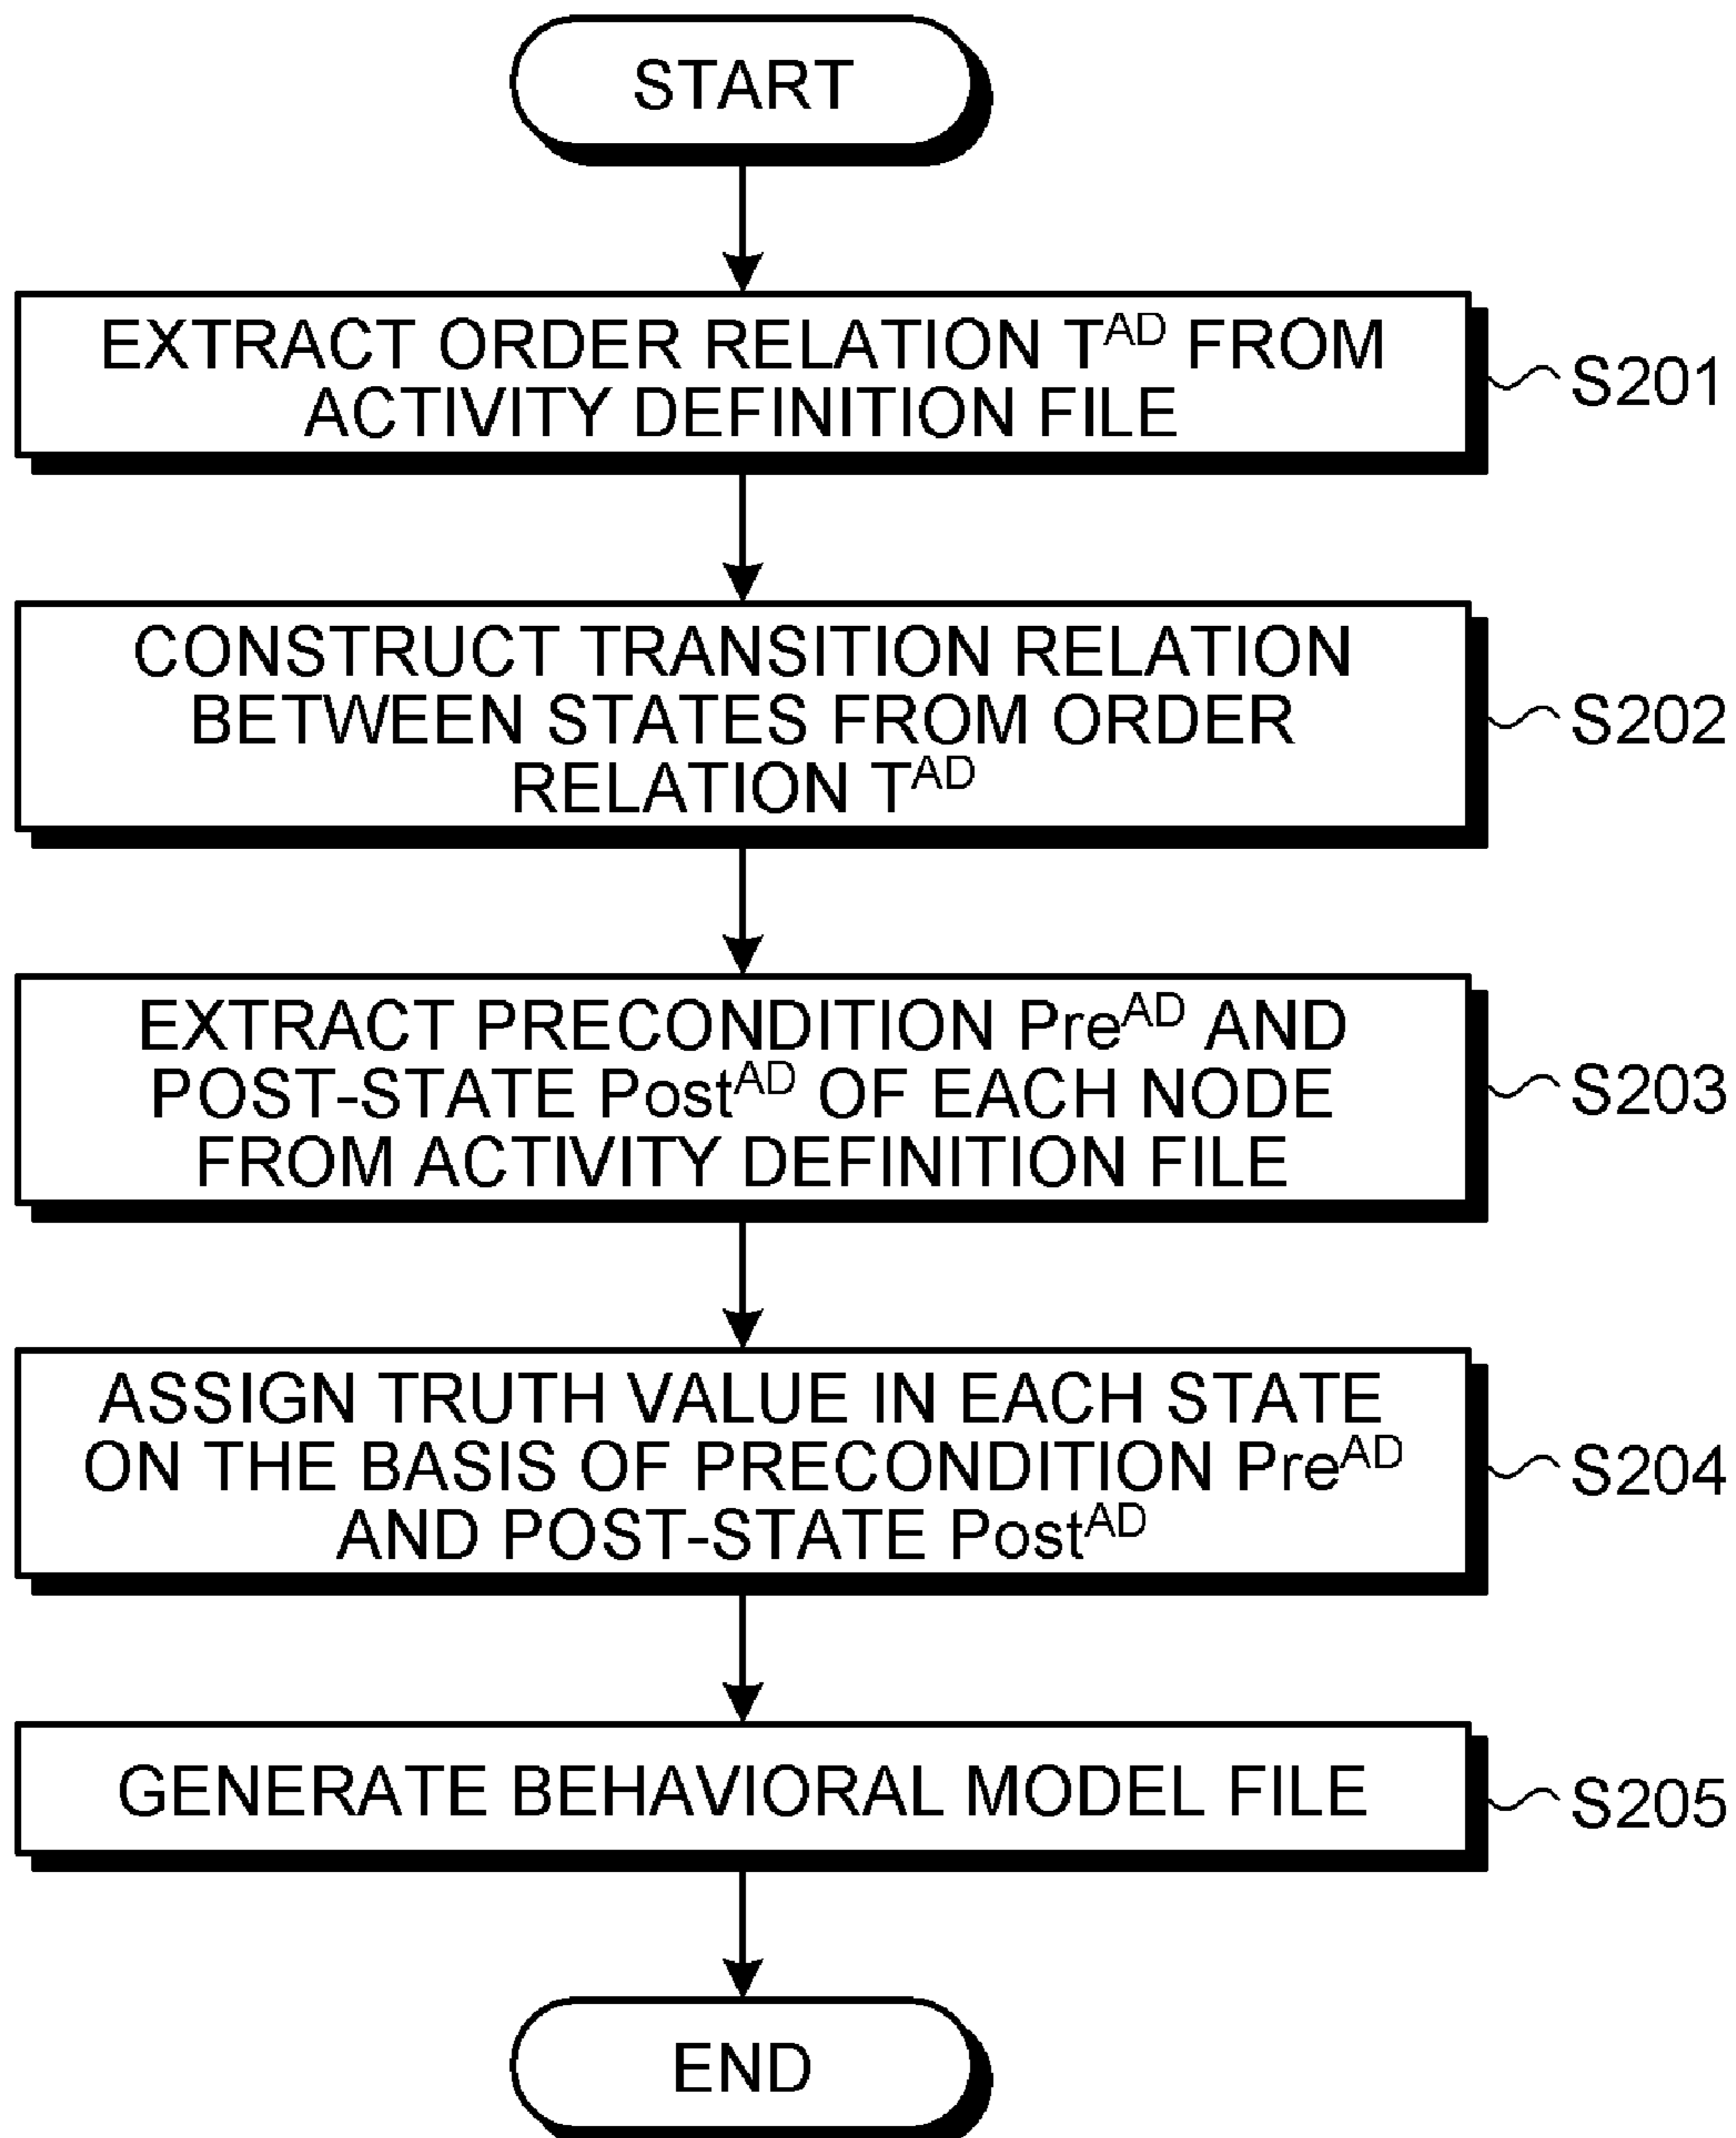 START
EXTRACT ORDER RELATION T^AD FROM
ACTIVITY DEFINITION FILE
S201
CONSTRUCT TRANSITION RELATION
BETWEEN STATES FROM ORDER
RELATION T^AD
S202
EXTRACT PRECONDITION Pre^AD AND
POST-STATE Post^AD OF EACH NODE
FROM ACTIVITY DEFINITION FILE
S203
ASSIGN TRUTH VALUE IN EACH STATE
ON THE BASIS OF PRECONDITION Pre^AD
AND POST-STATE Post^AD
S204
GENERATE BEHAVIORAL MODEL FILE
S205
END